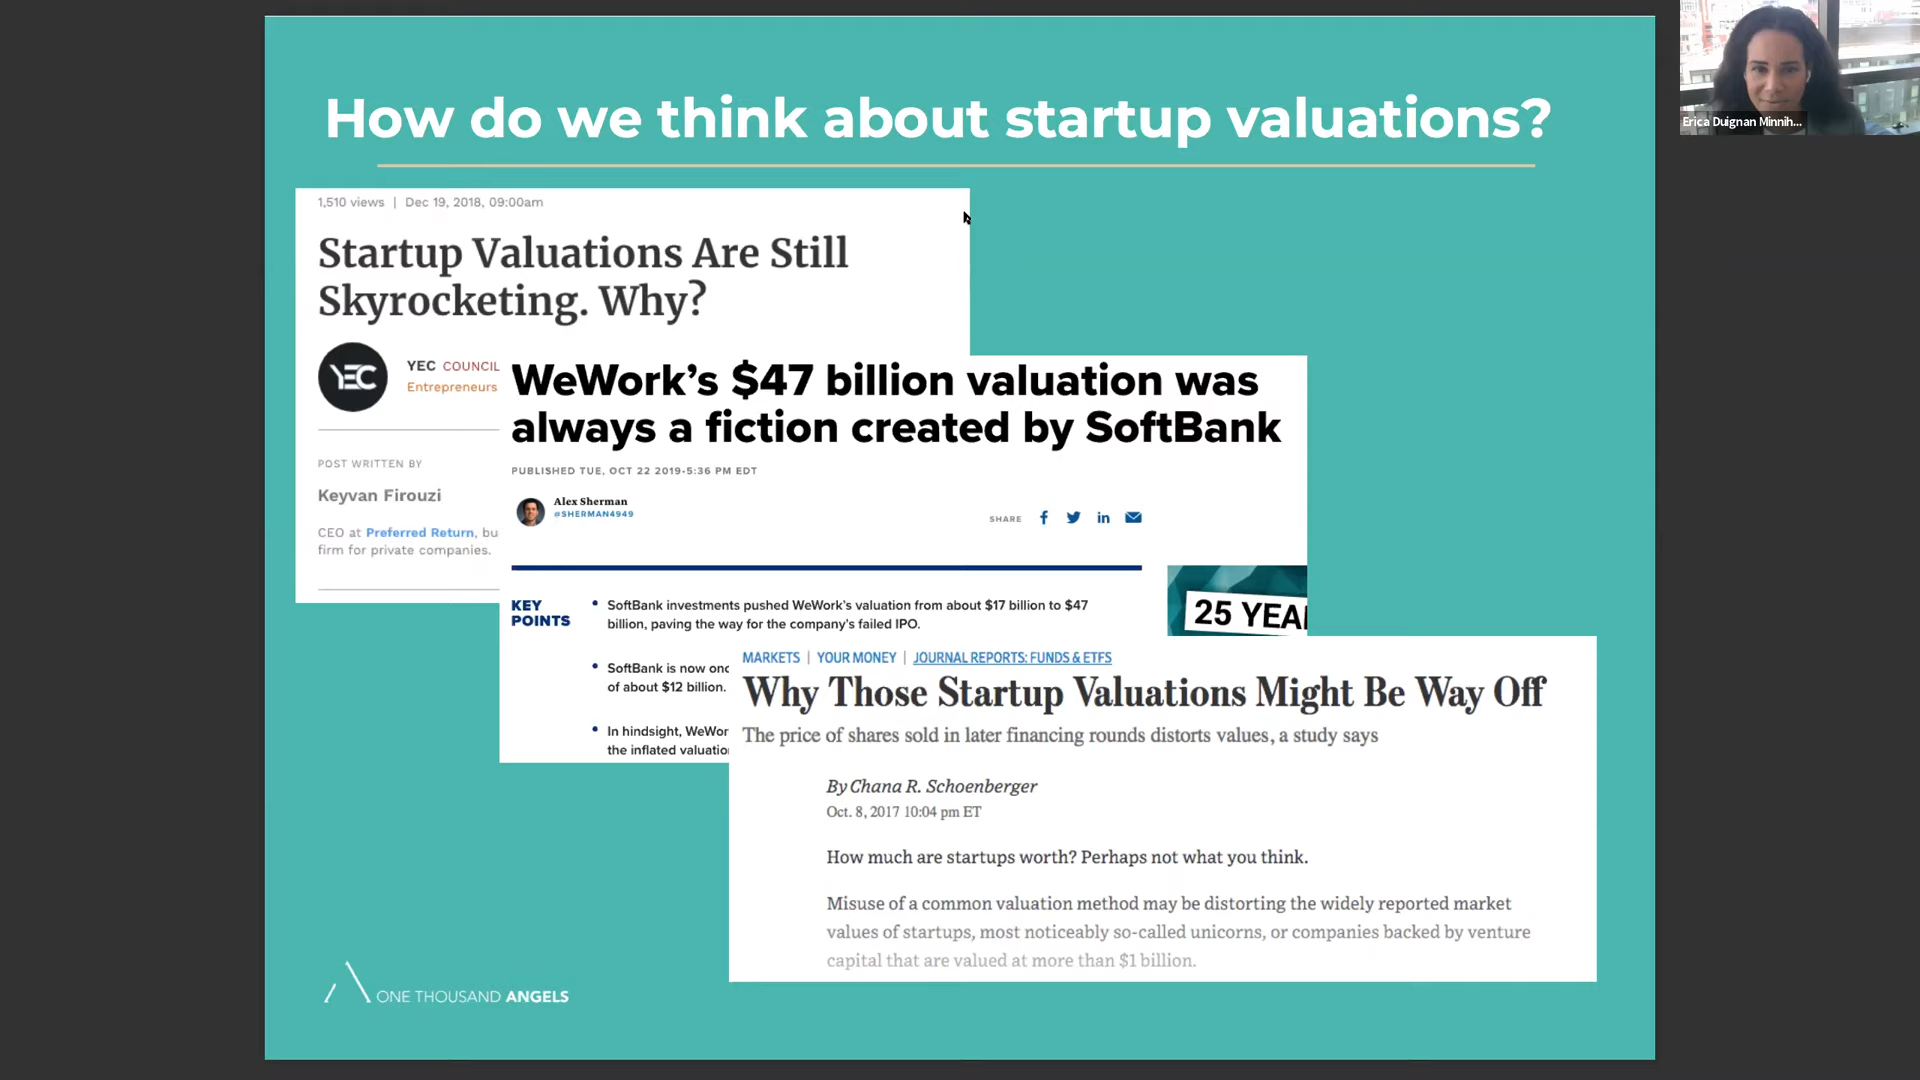 How do we think about startup valuations?
Erica Duignan Minnih...
1,510 views | Dec 19, 2018, 09:00am
Startup Valuations Are Still
Skyrocketing. Why?
YEC
YEC COUNCIL
Entrepreneurs
POST WRITTEN BY
Keyvan Firouzi
CEO at Preferred Return, bu
firm for private companies.
WeWork's $47 billion valuation was
always a fiction created by SoftBank
PUBLISHED TUE, OCT 22 2019•5:36 PM EDT
Alex Sherman
@SHERMAN4949
SHARE
KEY
POINTS
• SoftBank investments pushed WeWork's valuation from about $17 billion to $47
billion, paving the way for the company's failed IPO.
• SoftBank is now onc
of about $12 billion.
• In hindsight, WeWor
the inflated valuatio
25 YEA
MARKETS | YOUR MONEY | JOURNAL REPORTS: FUNDS & ETFS
Why Those Startup Valuations Might Be Way Off
The price of shares sold in later financing rounds distorts values, a study says
By Chana R. Schoenberger
Oct. 8, 2017 10:04 pm ET
How much are startups worth? Perhaps not what you think.
Misuse of a common valuation method may be distorting the widely reported market
values of startups, most noticeably so-called unicorns, or companies backed by venture
capital that are valued at more than $1 billion.
ONE THOUSAND ANGELS